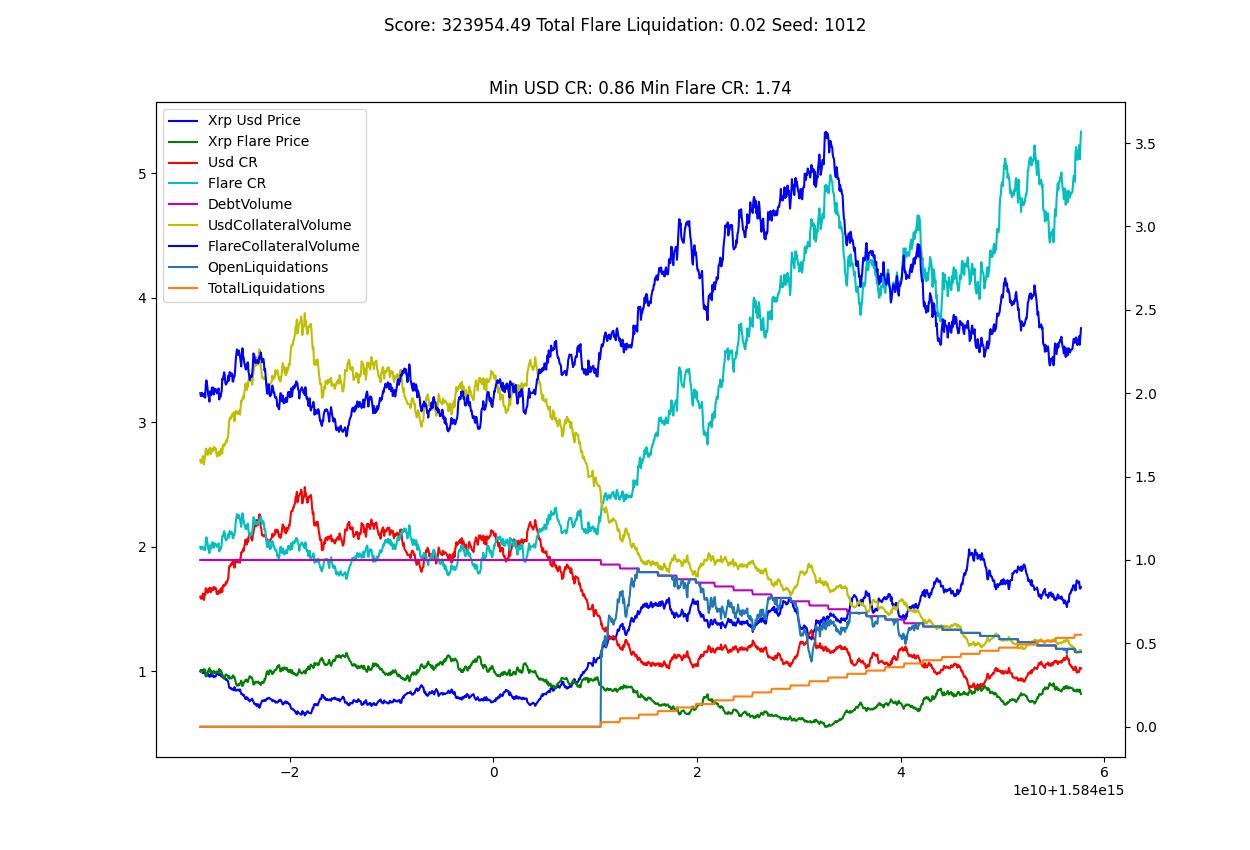 Score: 323954.49 Total Flare Liquidation: 0.02 Seed: 1012
Min USD CR: 0.86 Min Flare CR: 1.74
Xrp Usd Price
Xrp Flare Price
Usd CR
Flare CR
DebtVolume
UsdCollateralVolume
FlareCollateralVolume
OpenLiquidations
TotalLiquidations
5
4
3
2
1
3.5
3.0
2.5
2.0
1.5
1.0
0.5
0.0
−2
0
2
4
6
1e10+1.584e15